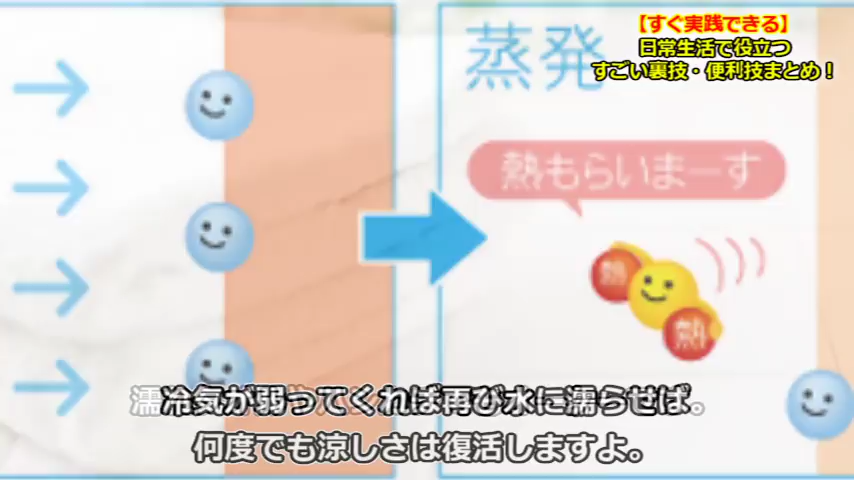 【すぐ実践できる】
日常生活で役立つ
すごい裏技・便利技まとめ！
蒸発
熱もらいまーす
熱
熱
冷気が弱ってくれば再び水に濡らせば。
何度でも涼しさは復活しますよ。